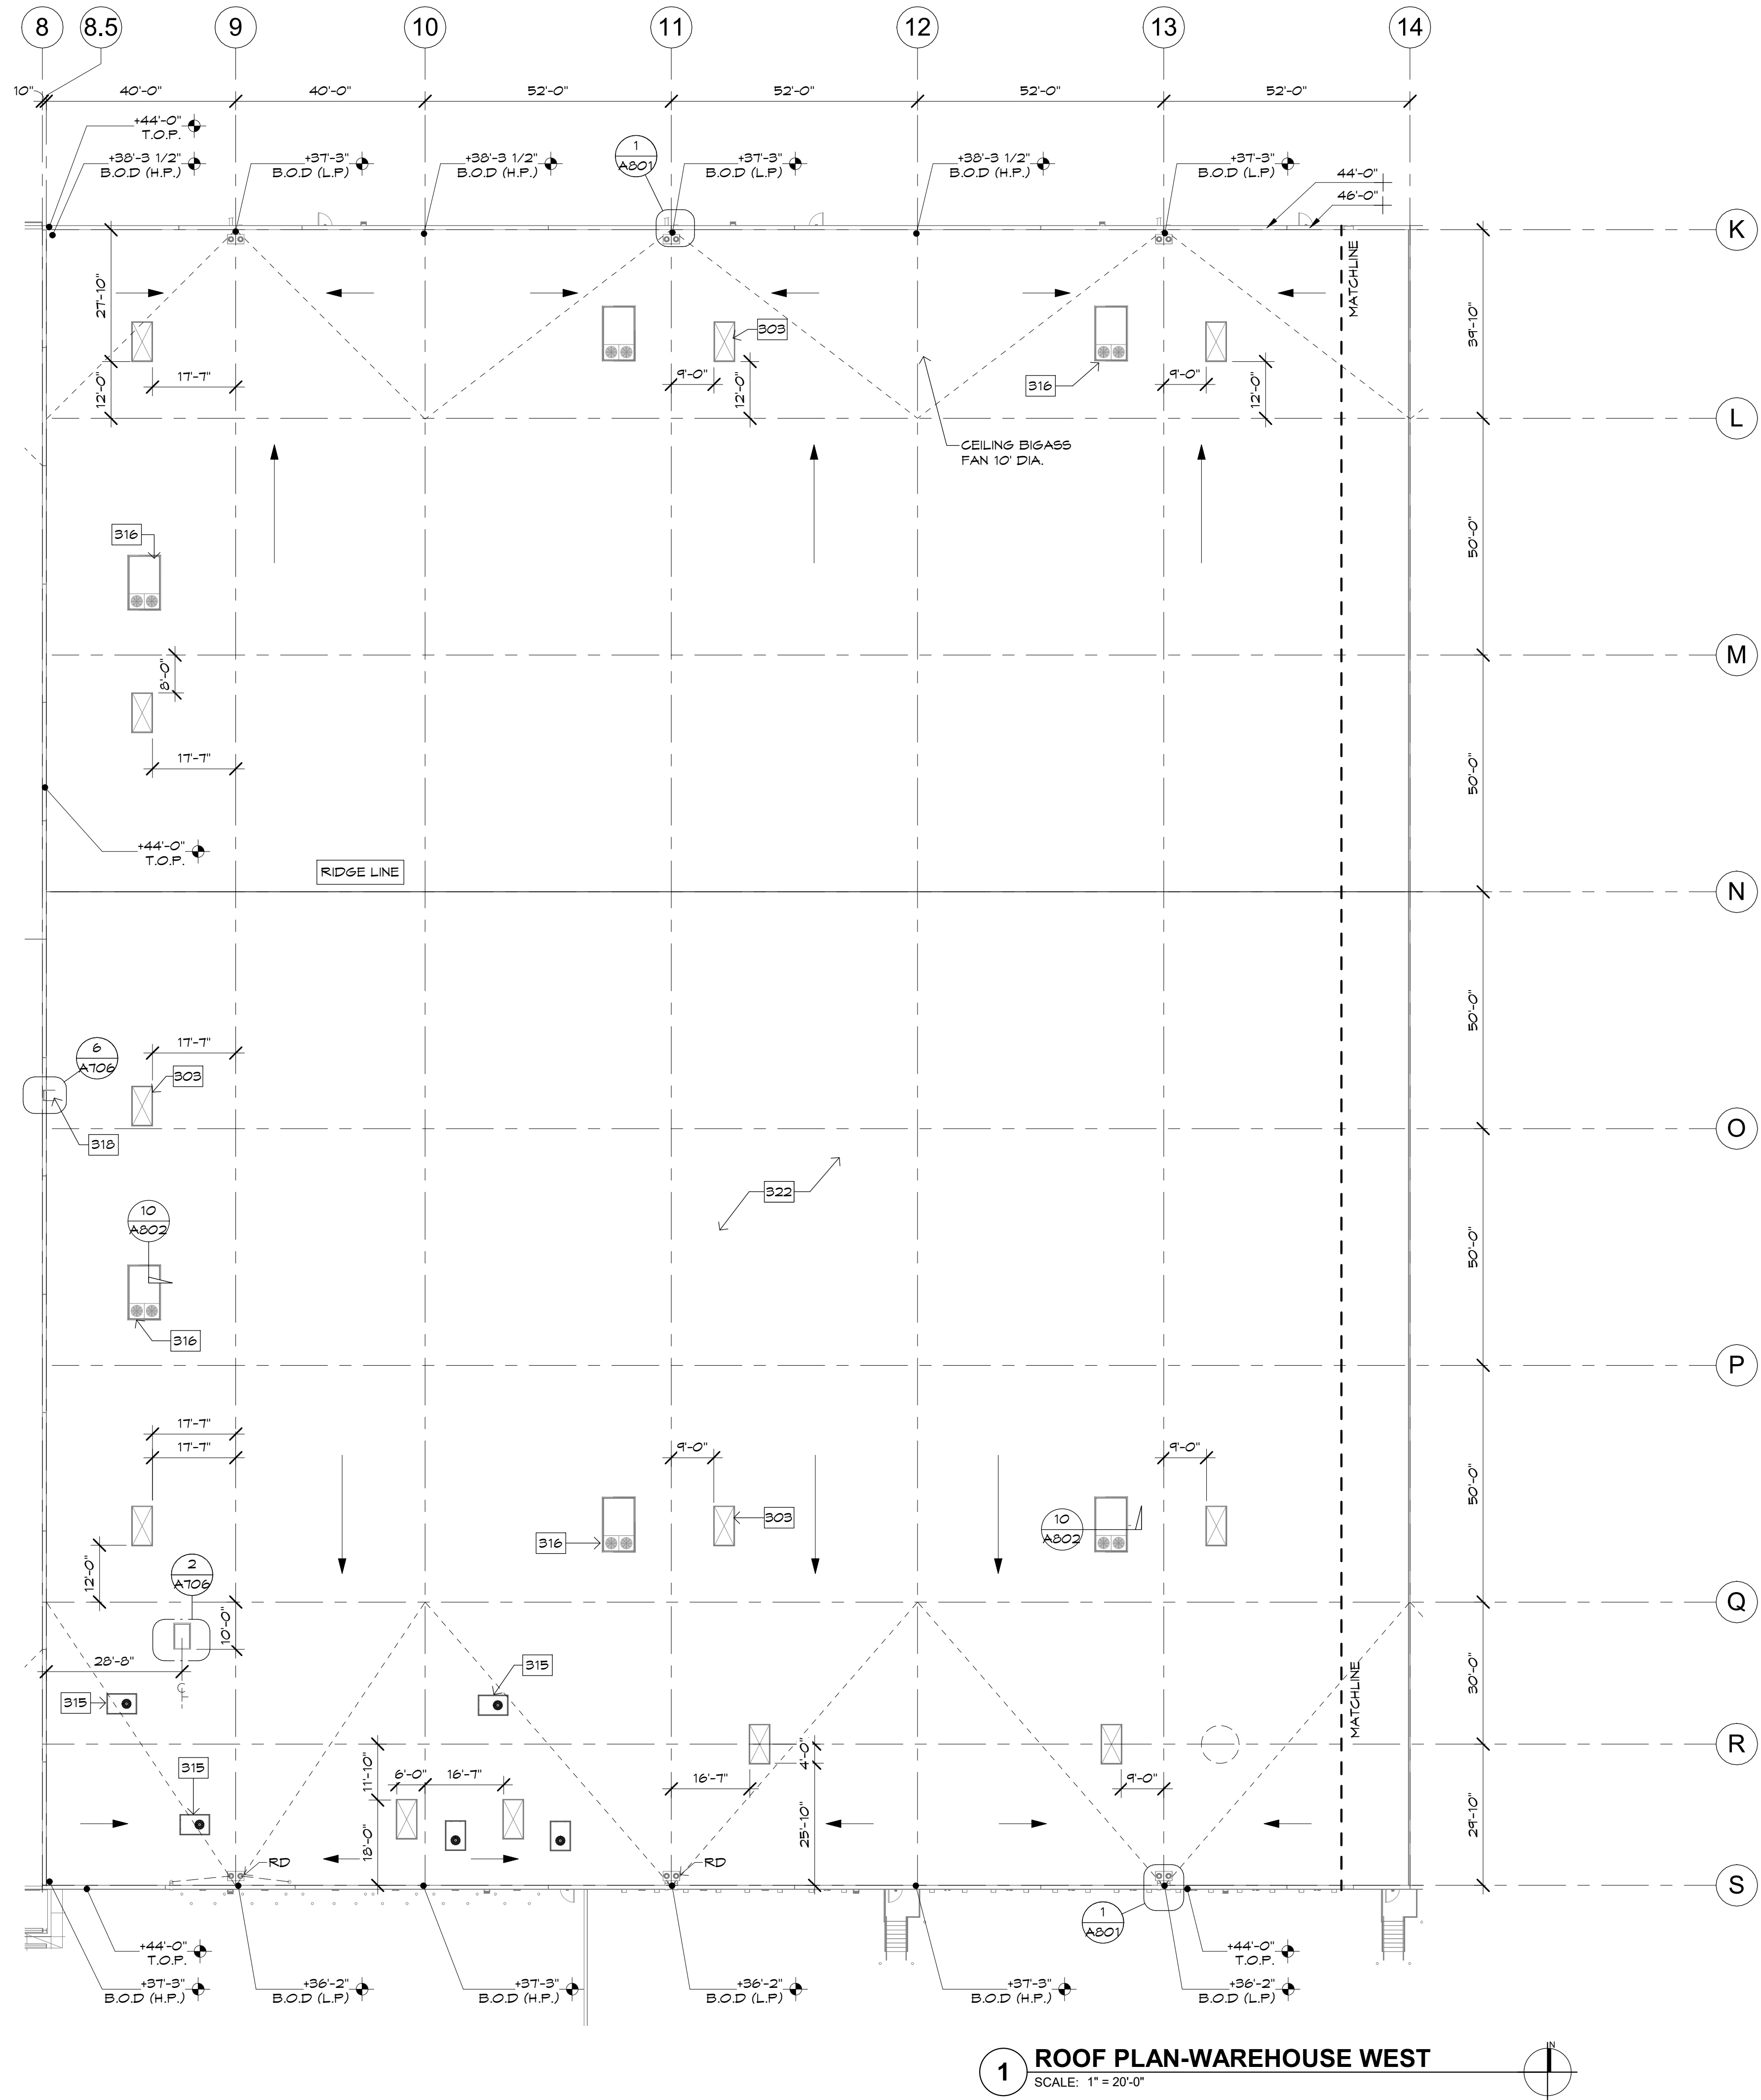 8
8.5
9
10
11
12
13
14
10"
40'-0"
40'-0"
52'-0"
52'-0"
52'-0"
52'-0"
+44'-0"
T.O.P.
+38'-3 1/2"
B.O.D (H.P.)
+37'-3"
B.O.D (L.P)
+38'-3 1/2"
B.O.D (H.P.)
1
A801
+37'-3"
B.O.D (L.P)
+38'-3 1/2"
B.O.D (H.P.)
+37'-3"
B.O.D (L.P)
44'-0"
46'-0"
K
27'-10"
MATCHLINE
39'-10"
303
17'-7"
12'-0"
9'-0"
12'-0"
316
9'-0"
12'-0"
L
CEILING BIGASS
FAN 10' DIA.
316
50'-0"
M
8'-0"
17'-7"
50'-0"
+44'-0"
T.O.P.
RIDGE LINE
N
50'-0"
6
A706
17'-7"
303
318
O
322
10
A802
50'-0"
316
P
17'-7"
17'-7"
9'-0"
9'-0"
50'-0"
303
316
10
A802
12'-0"
2
A706
Q
10'-0"
28'-8"
315
315
30'-0"
MATCHLINE
R
4'-0"
315
11'-10"
6'-0"
16'-7"
16'-7"
9'-0"
18'-0"
25'-10"
29'-10"
RD
RD
S
1
A801
+44'-0"
T.O.P.
+44'-0"
T.O.P.
+37'-3"
B.O.D (H.P.)
+36'-2"
B.O.D (L.P)
+37'-3"
B.O.D (H.P.)
+36'-2"
B.O.D (L.P)
+37'-3"
B.O.D (H.P.)
+36'-2"
B.O.D (L.P)
1
ROOF PLAN-WAREHOUSE WEST
SCALE: 1" = 20'-0"
N